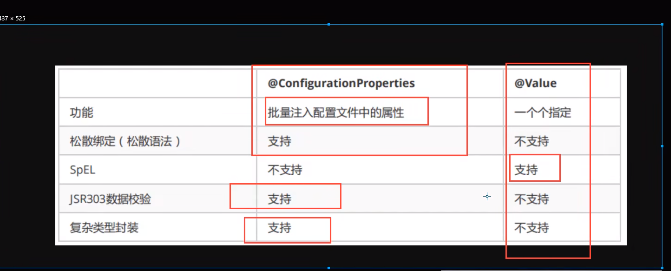 @ConfigurationProperties @Value
功能 批量注入配置文件中的属性 一个个指定
松散绑定（松散语法） 支持 不支持
SpEL 不支持 支持
JSR303数据校验 支持 不支持
复杂类型封装 支持 不支持